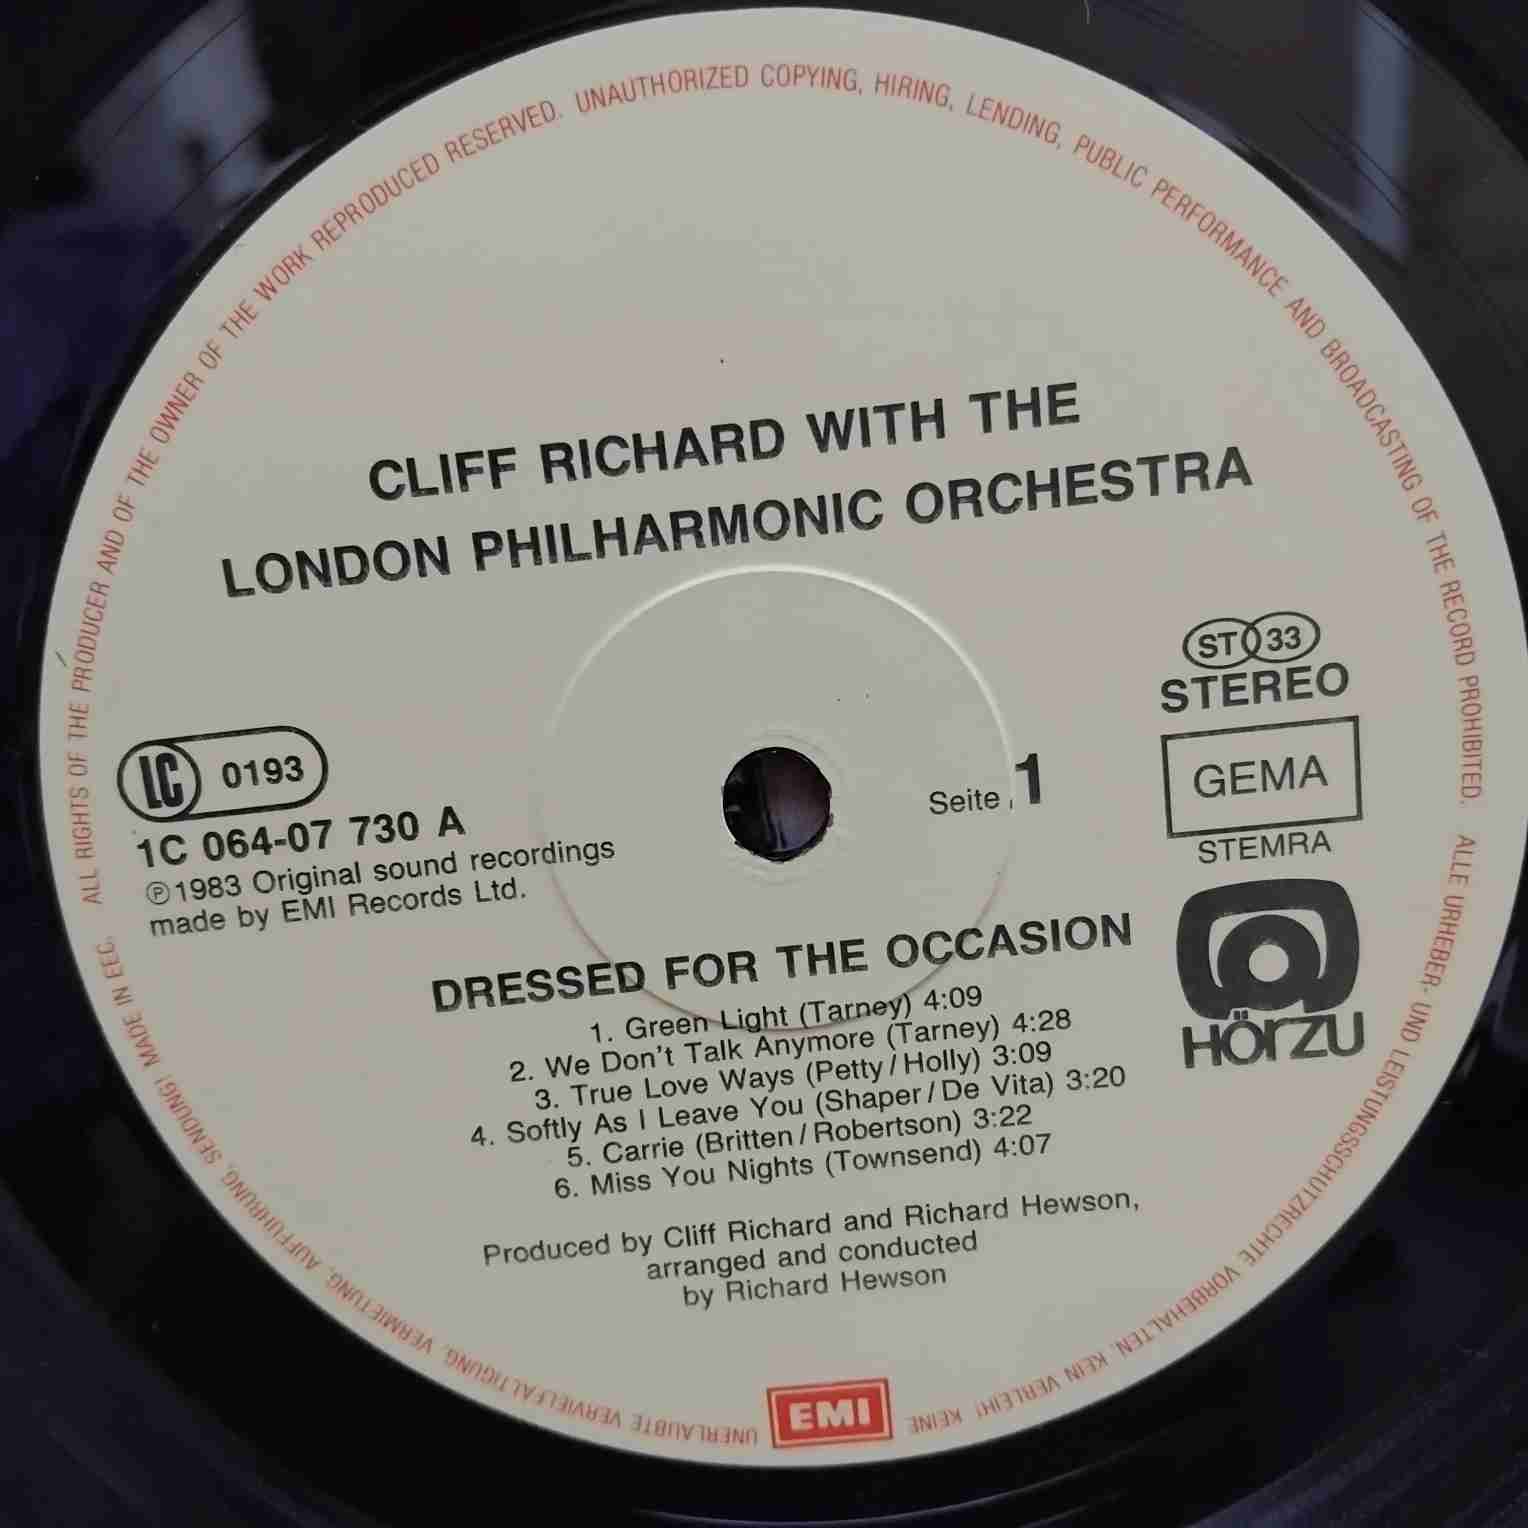 ALL RIGHTS OF THE PRODUCER AND OF THE OWNER OF THE WORK REPRODUCED RESERVED. UNAUTHORIZED COPYING, HIRING, LENDING, PUBLIC PERFORMANCE AND BROADCASTING OF THE RECORD PROHIBITED.
ALLE URHEBER- UND LEISTUNGSSCHUTZRECHTE VORBEHALTEN. KEIN VERLEIH! KEINE
UNERLAUBTE VERVIELFÄLTIGUNG, VERMIETUNG, AUFFÜHRUNG, SENDUNG! MADE IN EEC.
CLIFF RICHARD WITH THE
LONDON PHILHARMONIC ORCHESTRA
ST 33
STEREO
GEMA
STEMRA
HÖRZU
LC 0193
1C 064-07 730 A
℗1983 Original sound recordings
made by EMI Records Ltd.
Seite 1
DRESSED FOR THE OCCASION
1. Green Light (Tarney) 4:09
2. We Don't Talk Anymore (Tarney) 4:28
3. True Love Ways (Petty/Holly) 3:09
4. Softly As I Leave You (Shaper/De Vita) 3:20
5. Carrie (Britten/Robertson) 3:22
6. Miss You Nights (Townsend) 4:07
Produced by Cliff Richard and Richard Hewson,
arranged and conducted
by Richard Hewson
EMI